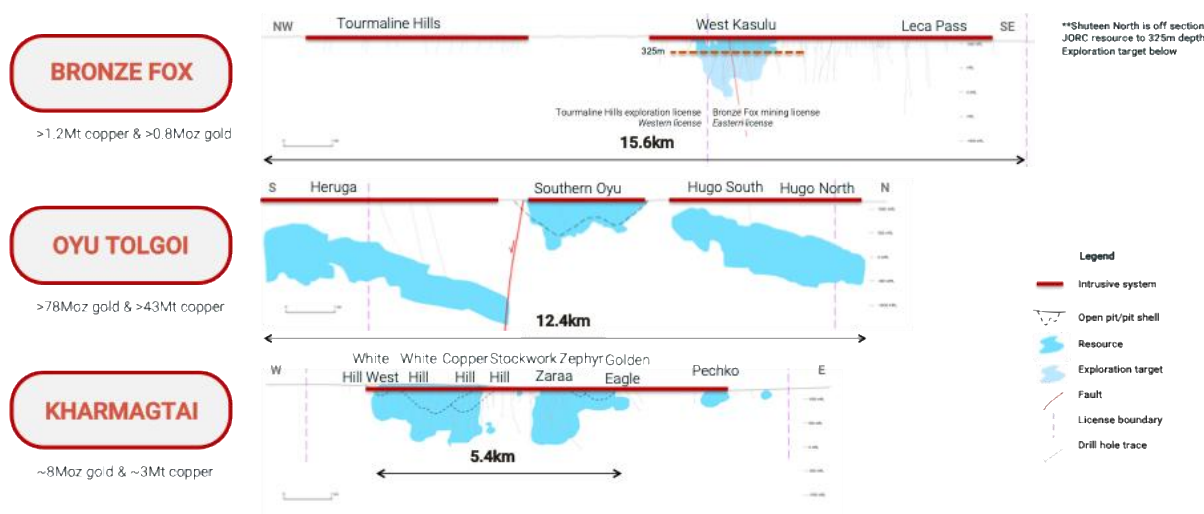 NW
Tourmaline Hills
West Kasulu
Leca Pass
SE
**Shuteen North is off section
JORC resource to 325m depth
Exploration target below
BRONZE FOX
>1.2Mt copper & >0.8Moz gold
325m
Tourmaline Hills exploration license
Western license
Bronze Fox mining license
Eastern license
15.6km
S
Heruga
Southern Oyu
Hugo South
Hugo North
N
OYU TOLGOI
>78Moz gold & >43Mt copper
12.4km
Legend
Intrusive system
Open pit/pit shell
Resource
Exploration target
Fault
License boundary
Drill hole trace
W
White Hill West
White Hill
Copper Hill
Stockwork Hill
Zephyr
Zaraa
Golden Eagle
Pechko
E
KHARMAGTAI
~8Moz gold & ~3Mt copper
5.4km